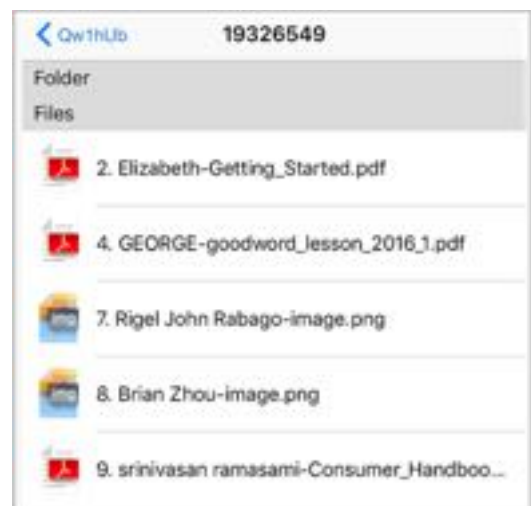 Qw1hUb
19326549
Folder
Files
2. Elizabeth-Getting_Started.pdf
4. GEORGE-goodword_lesson_2016_1.pdf
7. Rigel John Rabago-image.png
8. Brian Zhou-image.png
9. srinivasan ramasami-Consumer_Handboo...